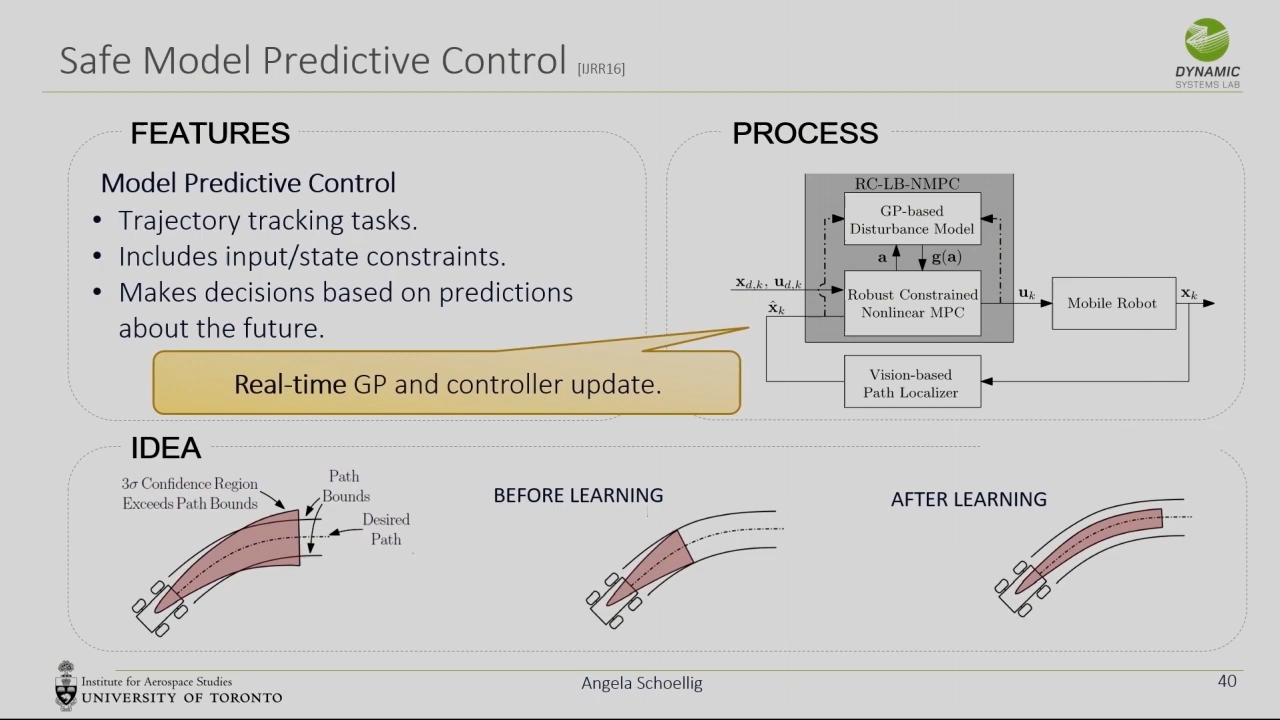 Safe Model Predictive Control [IJRR16]
DYNAMIC
SYSTEMS LAB
FEATURES
Model Predictive Control
• Trajectory tracking tasks.
• Includes input/state constraints.
• Makes decisions based on predictions
about the future.
Real-time GP and controller update.
PROCESS
RC-LB-NMPC
GP-based
Disturbance Model
a g(a)
x_{d,k}, u_{d,k}
x̂_k
Robust Constrained
Nonlinear MPC
u_k
Mobile Robot
x_k
Vision-based
Path Localizer
IDEA
3σ Confidence Region
Exceeds Path Bounds
Path
Bounds
Desired
Path
BEFORE LEARNING
AFTER LEARNING
Institute for Aerospace Studies
UNIVERSITY OF TORONTO
Angela Schoellig
40